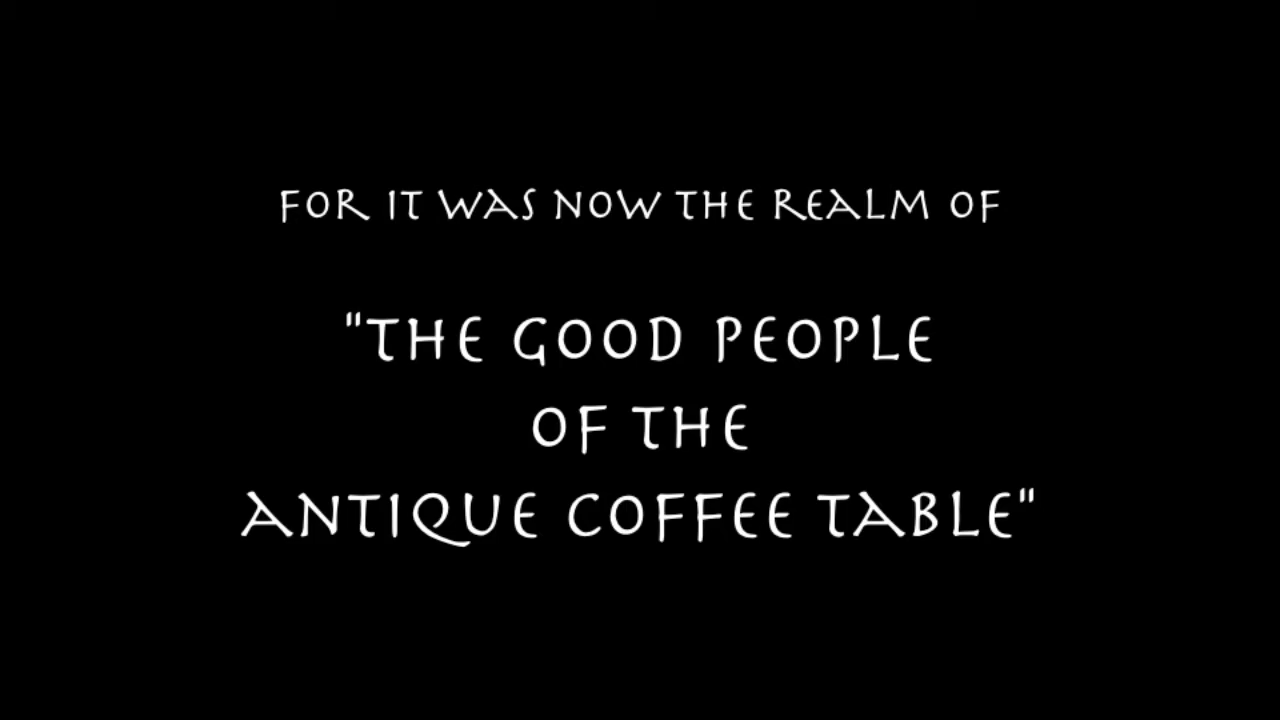 FOR IT WAS NOW THE REALM OF
"THE GOOD PEOPLE
OF THE
ANTIQUE COFFEE TABLE"